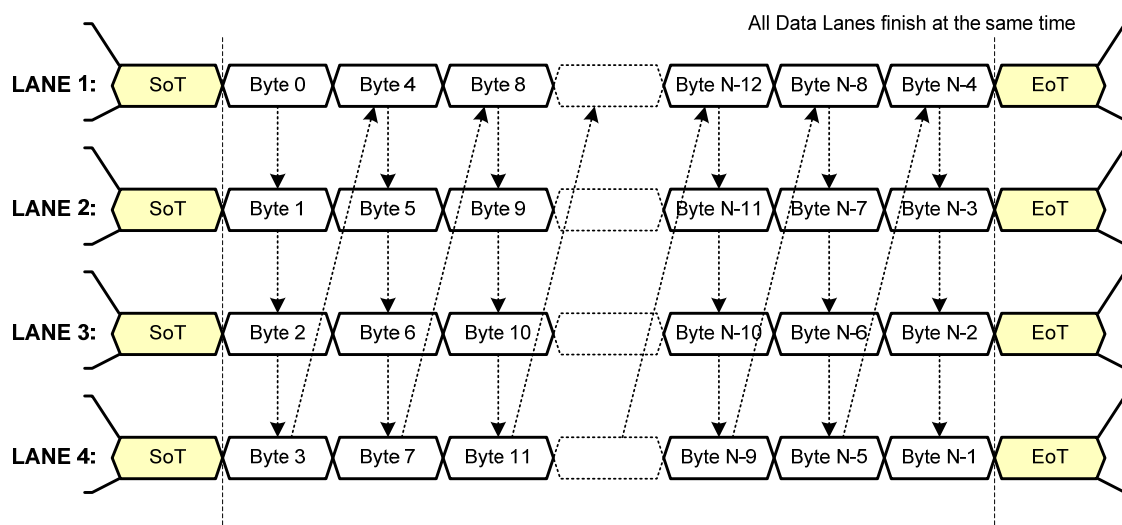 All Data Lanes finish at the same time
LANE 1: SoT Byte 0 Byte 4 Byte 8 Byte N-12 Byte N-8 Byte N-4 EoT
LANE 2: SoT Byte 1 Byte 5 Byte 9 Byte N-11 Byte N-7 Byte N-3 EoT
LANE 3: SoT Byte 2 Byte 6 Byte 10 Byte N-10 Byte N-6 Byte N-2 EoT
LANE 4: SoT Byte 3 Byte 7 Byte 11 Byte N-9 Byte N-5 Byte N-1 EoT